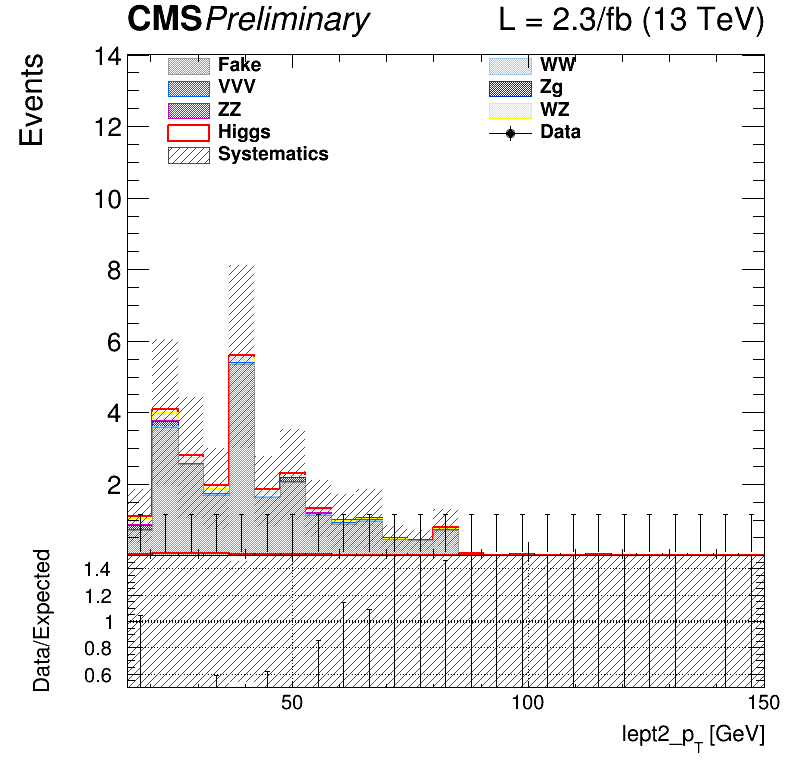 CMS Preliminary L = 2.3/fb (13 TeV)
Events
14
12
10
8
6
4
2
Fake WW
VVV Zg
ZZ WZ
Higgs Data
Systematics
Data/Expected
1.4
1.2
1
0.8
0.6
50 100 150
lept2_p_T [GeV]